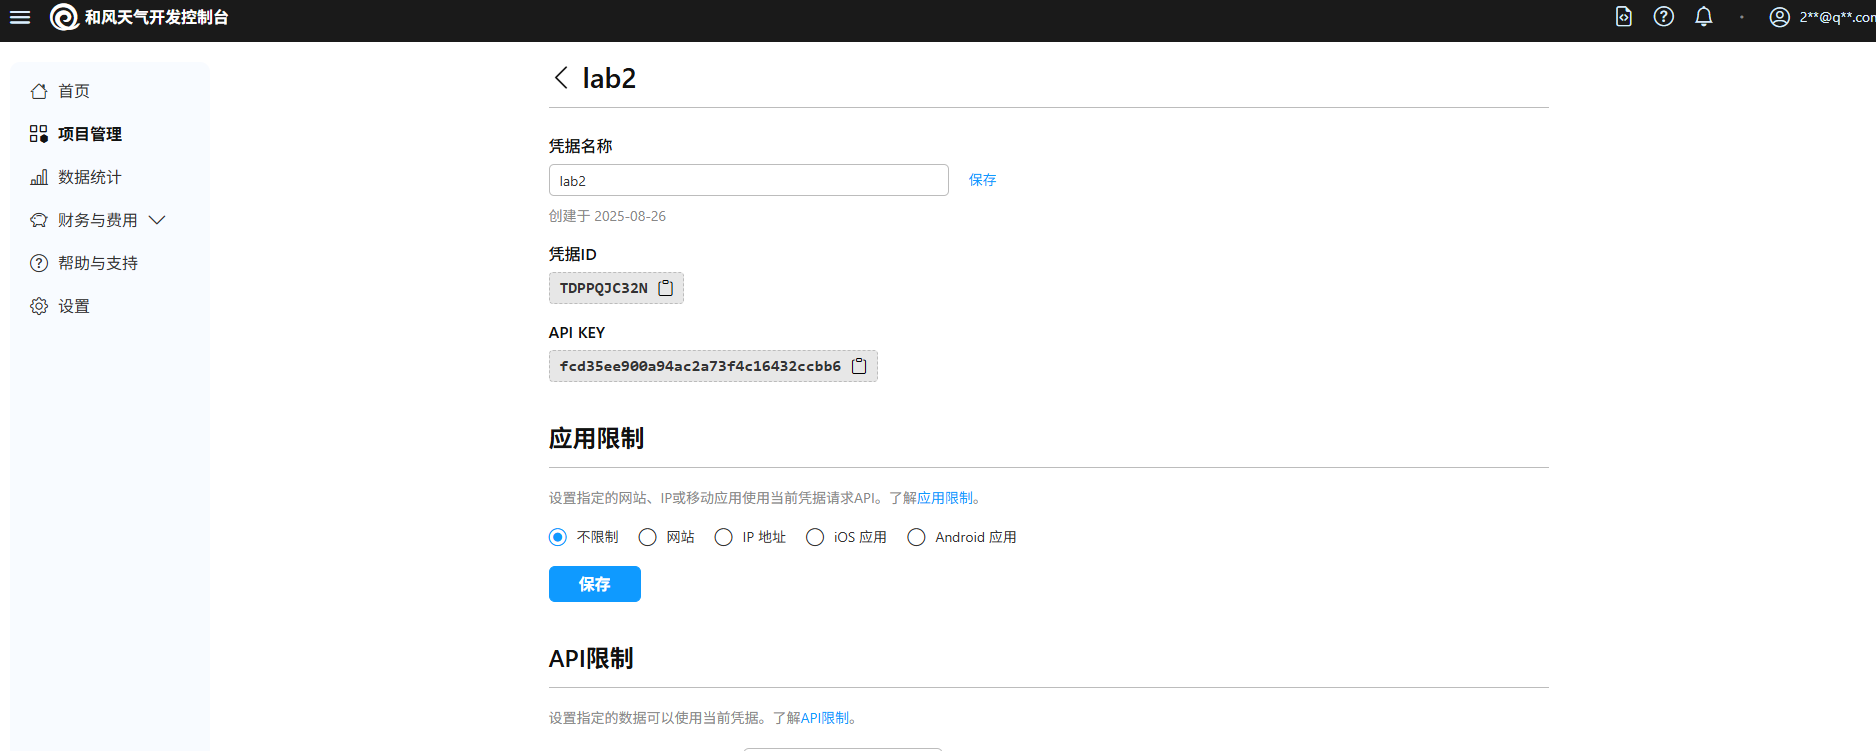 和风天气开发控制台
2**@q**.com
首页
项目管理
数据统计
财务与费用
帮助与支持
设置
lab2
凭据名称
lab2
保存
创建于 2025-08-26
凭据ID
TDPPQJC32N
API KEY
fcd35ee900a94ac2a73f4c16432ccbb6
应用限制
设置指定的网站、IP或移动应用使用当前凭据请求API。了解应用限制。
不限制 网站 IP 地址 iOS 应用 Android 应用
保存
API限制
设置指定的数据可以使用当前凭据。了解API限制。